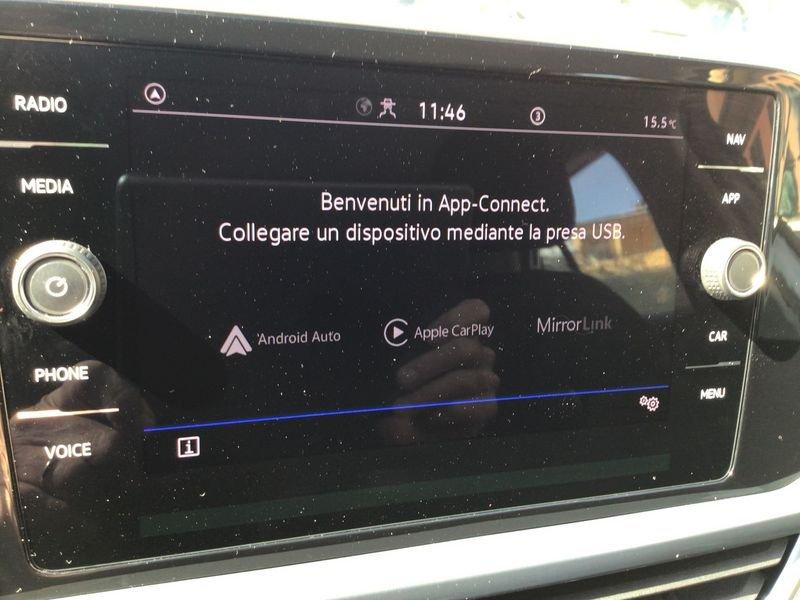 RADIO
MEDIA
PHONE
VOICE
11:46
3
15.5°C
Benvenuti in App-Connect.
Collegare un dispositivo mediante la presa USB.
Android Auto
Apple CarPlay
MirrorLink
i
NAV
APP
CAR
MENU